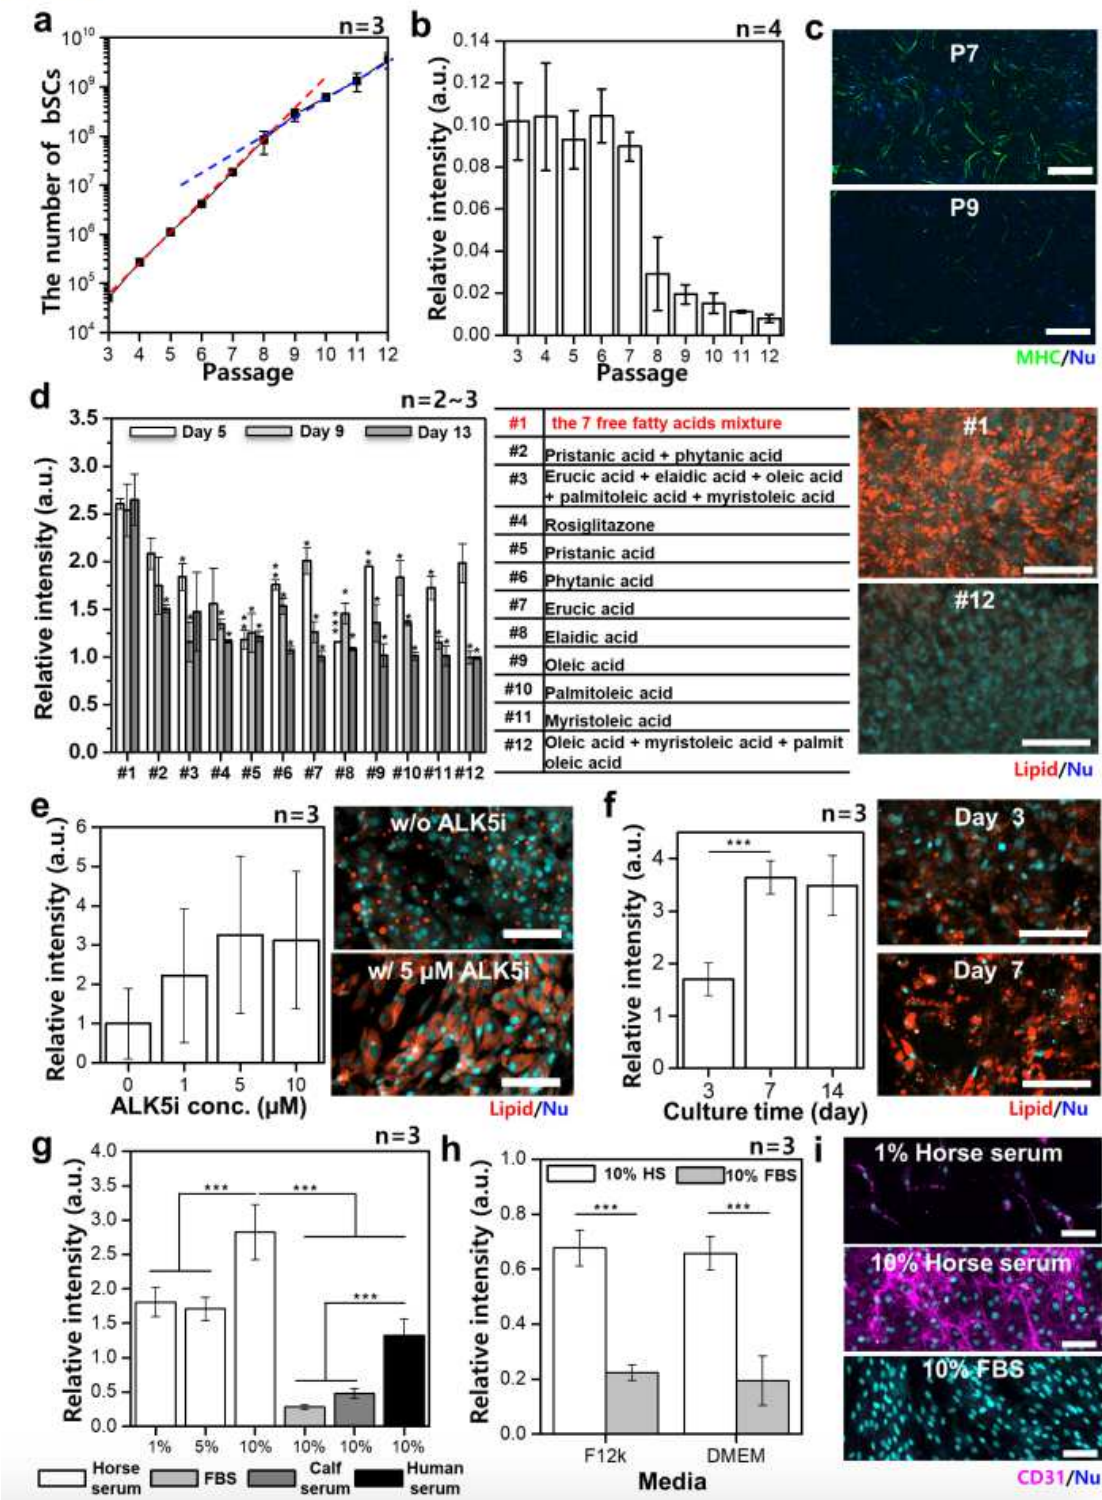 a
n=3
10^10
10^9
10^8
10^7
10^6
10^5
10^4
The number of bSCs
3 4 5 6 7 8 9 10 11 12
Passage
b
n=4
0.14
0.12
0.10
0.08
0.06
0.04
0.02
0.00
Relative intensity (a.u.)
3 4 5 6 7 8 9 10 11 12
Passage
c
P7
P9
MHC/Nu
d
n=2~3
3.5
3.0
2.5
2.0
1.5
1.0
0.5
0.0
Relative intensity (a.u.)
Day 5 Day 9 Day 13
#1 #2 #3 #4 #5 #6 #7 #8 #9 #10 #11 #12
#1 the 7 free fatty acids mixture
#2 Pristanic acid + phytanic acid
#3 Erucic acid + elaidic acid + oleic acid
+ palmitoleic acid + myristoleic acid
#4 Rosiglitazone
#5 Pristanic acid
#6 Phytanic acid
#7 Erucic acid
#8 Elaidic acid
#9 Oleic acid
#10 Palmitoleic acid
#11 Myristoleic acid
#12 Oleic acid + myristoleic acid + palmit
oleic acid
#1
#12
Lipid/Nu
e
n=3
6
5
4
3
2
1
0
Relative intensity (a.u.)
0 1 5 10
ALK5i conc. (µM)
w/o ALK5i
w/ 5 µM ALK5i
Lipid/Nu
f
n=3
4
3
2
1
0
Relative intensity (a.u.)
***
3 7 14
Culture time (day)
Day 3
Day 7
Lipid/Nu
g
n=3
4.0
3.5
3.0
2.5
2.0
1.5
1.0
0.5
0.0
Relative intensity (a.u.)
*** ***
***
1% 5% 10% 10% 10% 10%
Horse
serum
FBS
Calf
serum
Human
serum
h
n=3
1.0
0.8
0.6
0.4
0.2
0.0
Relative intensity (a.u.)
10% HS 10% FBS
*** ***
F12k DMEM
Media
i
1% Horse serum
10% Horse serum
10% FBS
CD31/Nu